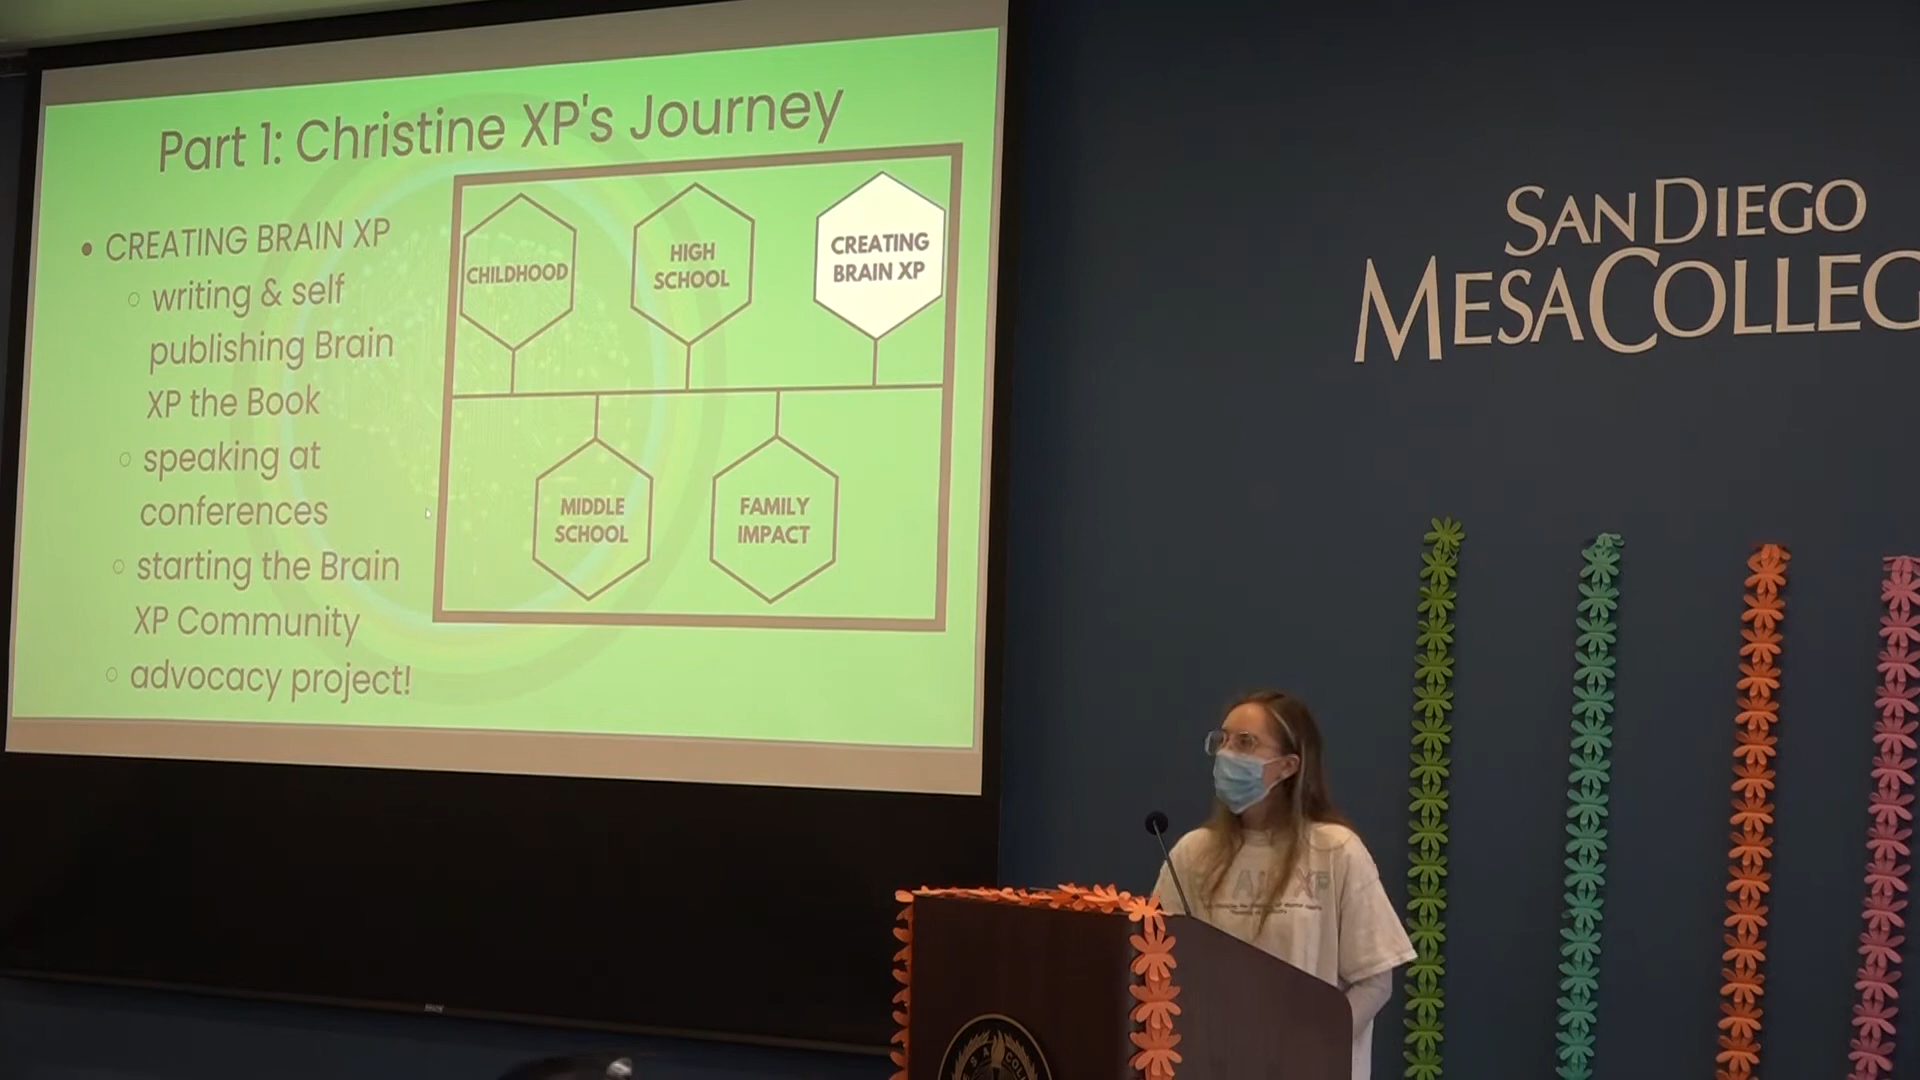 Part 1: Christine XP's Journey
• CREATING BRAIN XP
○ writing & self
publishing Brain
XP the Book
○ speaking at
conferences
○ starting the Brain
XP Community
○ advocacy project!
CHILDHOOD
HIGH
SCHOOL
CREATING
BRAIN XP
MIDDLE
SCHOOL
FAMILY
IMPACT
SAN DIEGO
MESA COLLEG
XP